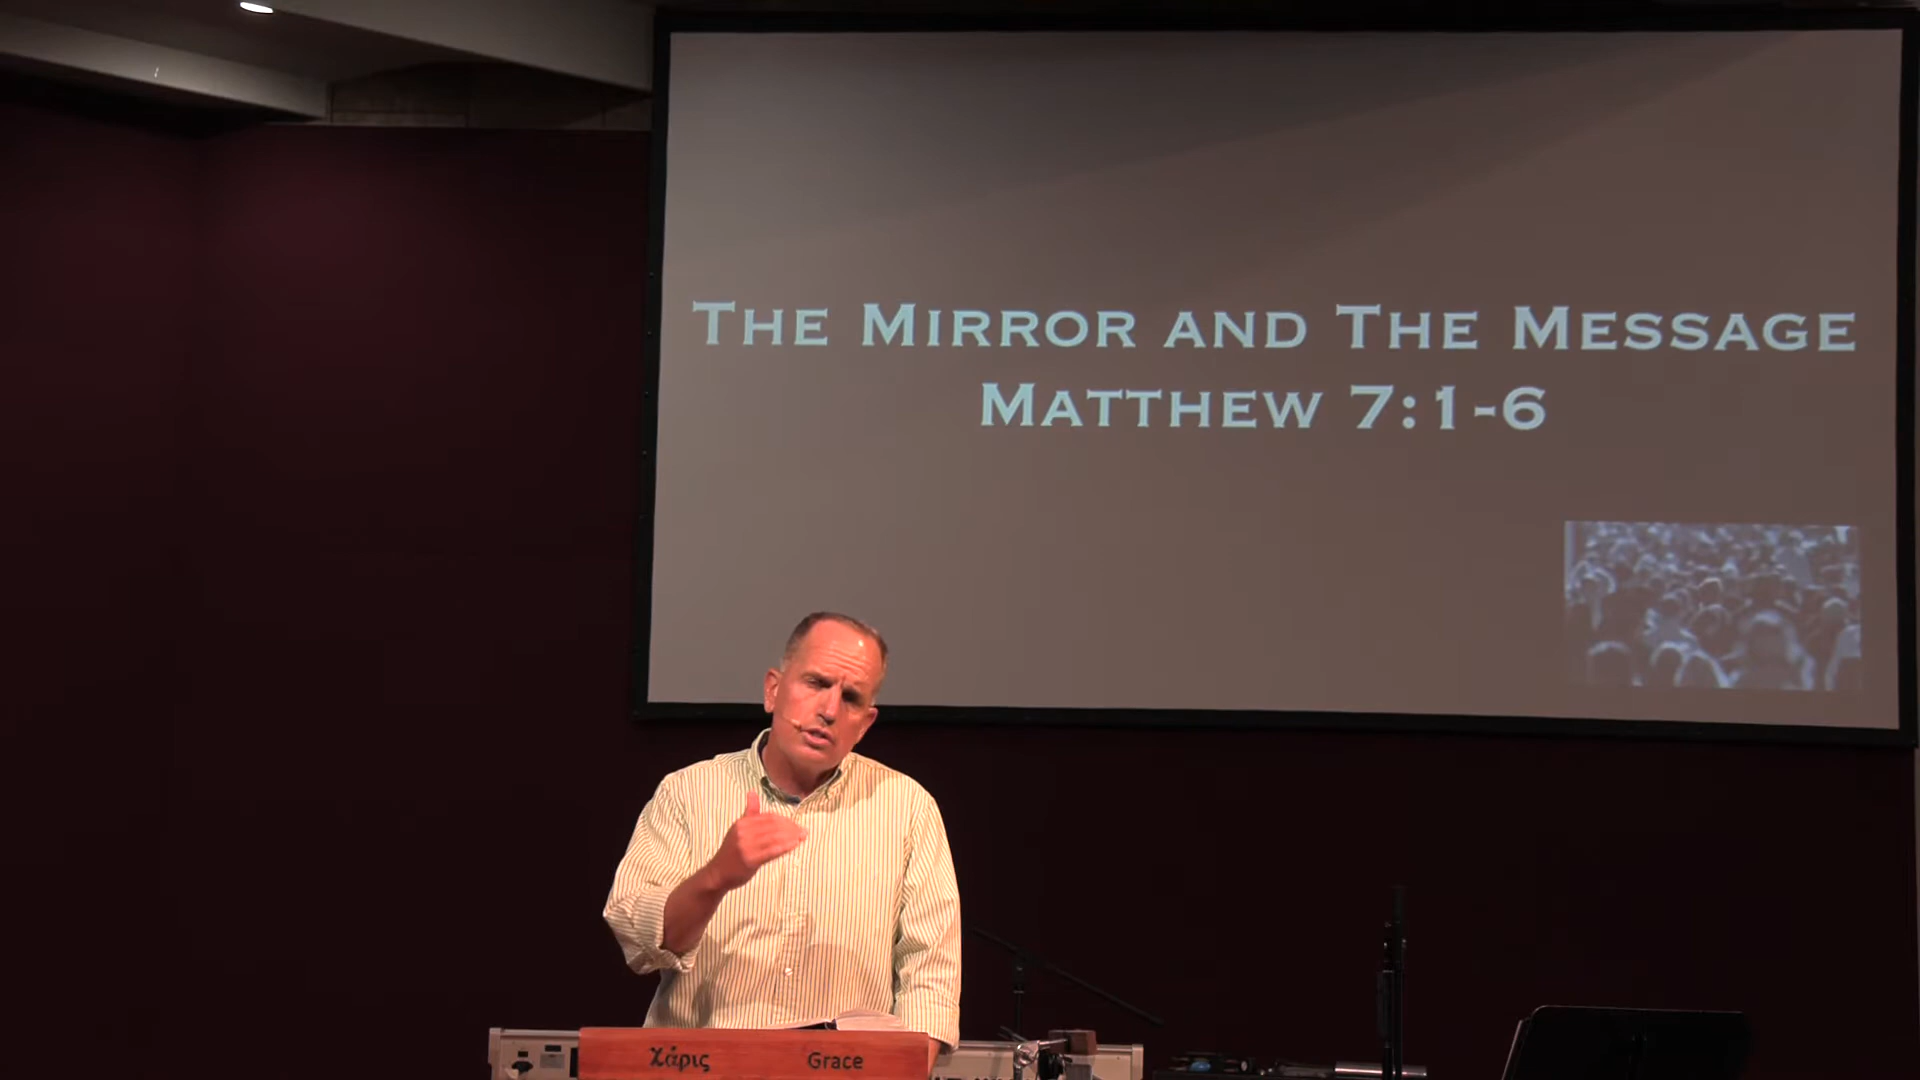 The Mirror and The Message
Matthew 7:1-6
Χάρις Grace